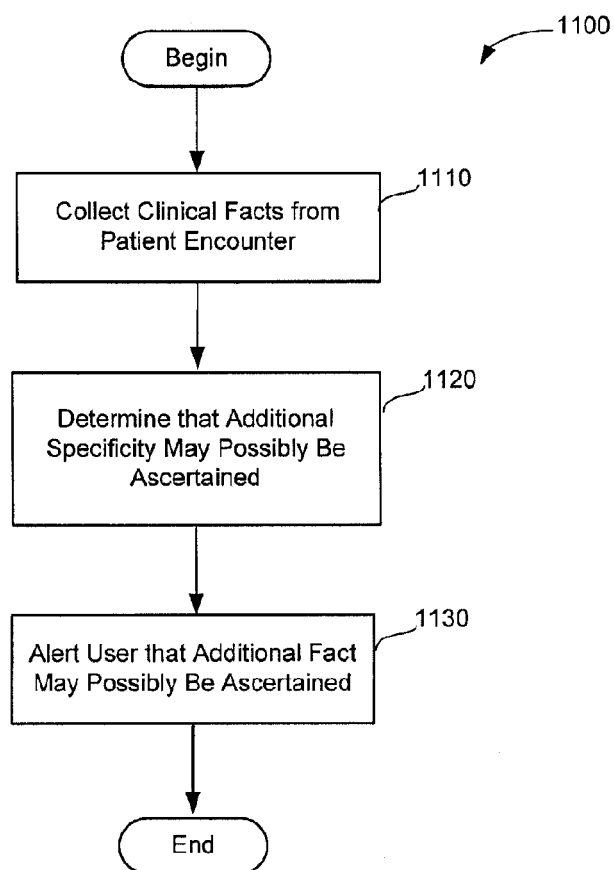 1100
Begin
1110
Collect Clinical Facts from
Patient Encounter
1120
Determine that Additional
Specificity May Possibly Be
Ascertained
1130
Alert User that Additional Fact
May Possibly Be Ascertained
End